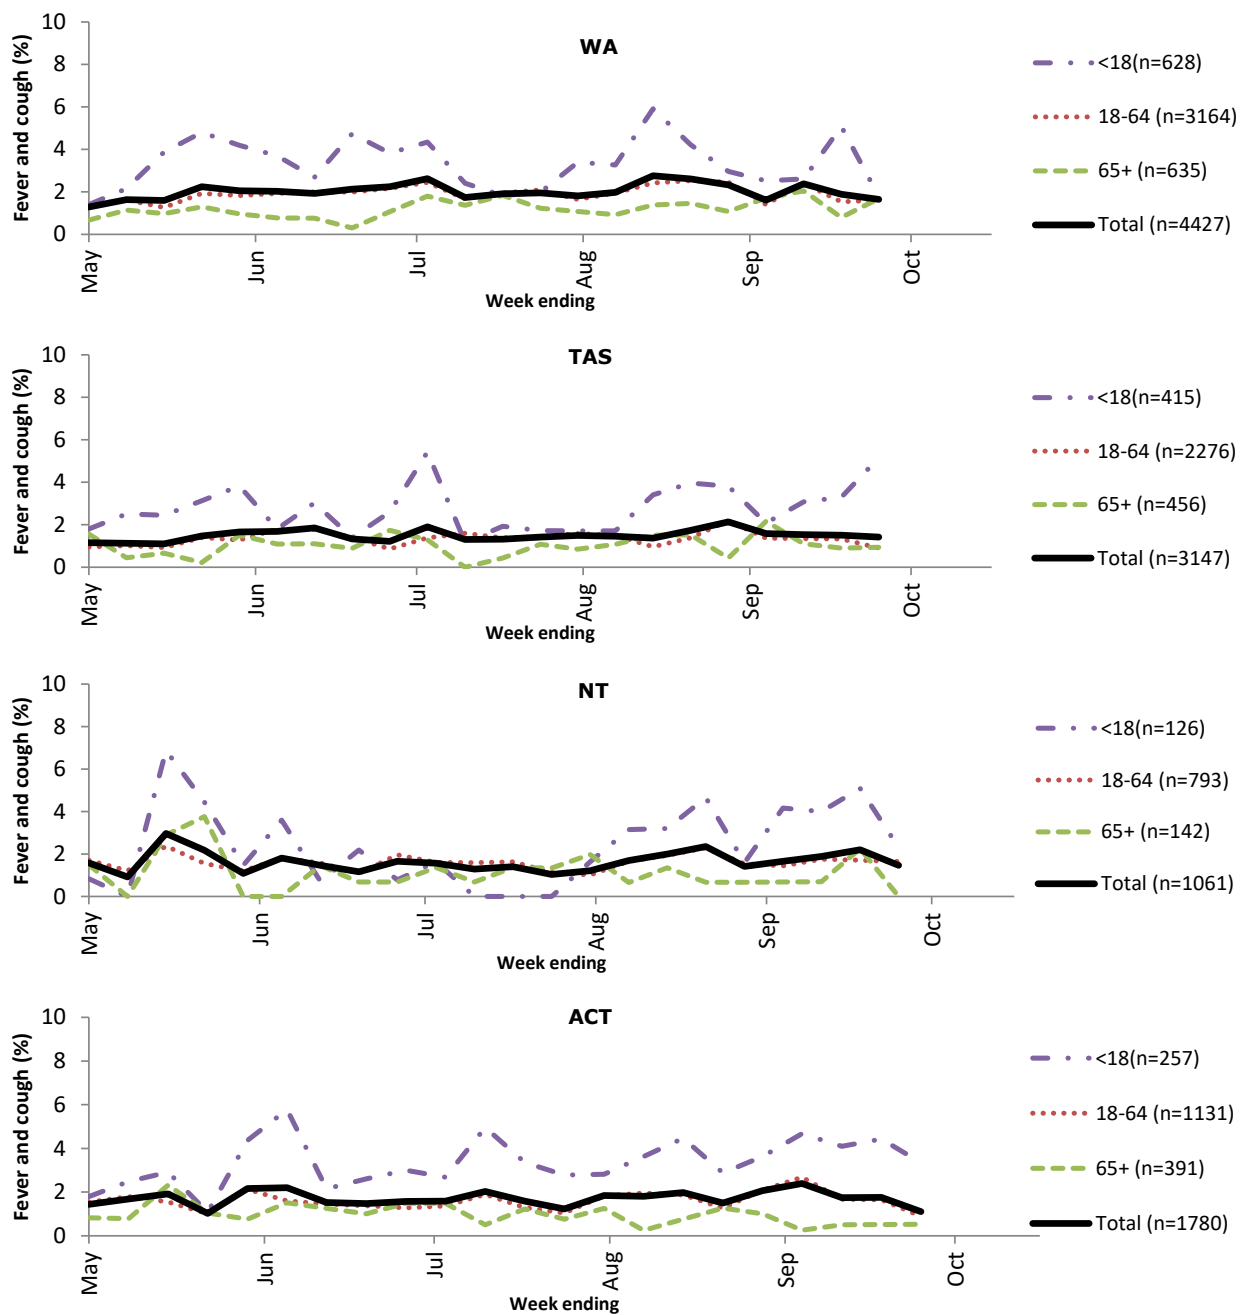 WA
Fever and cough (%)
10
8
6
4
2
0
May
Jun
Jul
Aug
Sep
Oct
Week ending
<18(n=628)
18-64 (n=3164)
65+ (n=635)
Total (n=4427)
TAS
Fever and cough (%)
10
8
6
4
2
0
May
Jun
Jul
Aug
Sep
Oct
Week ending
<18(n=415)
18-64 (n=2276)
65+ (n=456)
Total (n=3147)
NT
Fever and cough (%)
10
8
6
4
2
0
May
Jun
Jul
Aug
Sep
Oct
Week ending
<18(n=126)
18-64 (n=793)
65+ (n=142)
Total (n=1061)
ACT
Fever and cough (%)
10
8
6
4
2
0
May
Jun
Jul
Aug
Sep
Oct
Week ending
<18(n=257)
18-64 (n=1131)
65+ (n=391)
Total (n=1780)